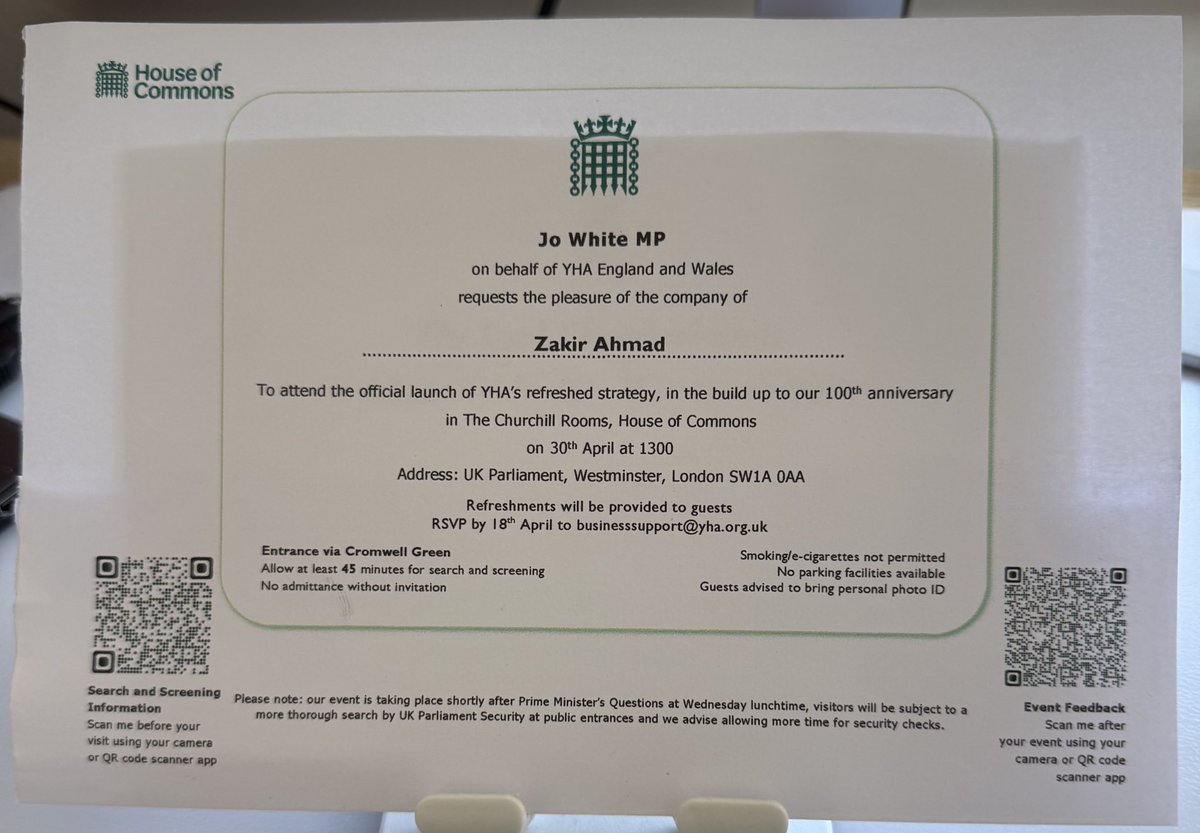 House of
Commons
Jo White MP
on behalf of YHA England and Wales
requests the pleasure of the company of
Zakir Ahmad
To attend the official launch of YHA's refreshed strategy, in the build up to our 100th anniversary
in The Churchill Rooms, House of Commons
on 30th April at 1300
Address: UK Parliament, Westminster, London SW1A 0AA
Refreshments will be provided to guests
RSVP by 18th April to businesssupport@yha.org.uk
Entrance via Cromwell Green
Allow at least 45 minutes for search and screening
No admittance without invitation
Smoking/e-cigarettes not permitted
No parking facilities available
Guests advised to bring personal photo ID
Search and Screening
Information
Scan me before your
visit using your camera
or QR code scanner app
Please note: our event is taking place shortly after Prime Minister's Questions at Wednesday lunchtime, visitors will be subject to a
more thorough search by UK Parliament Security at public entrances and we advise allowing more time for security checks.
Event Feedback
Scan me after
your event using your
camera or QR code
scanner app